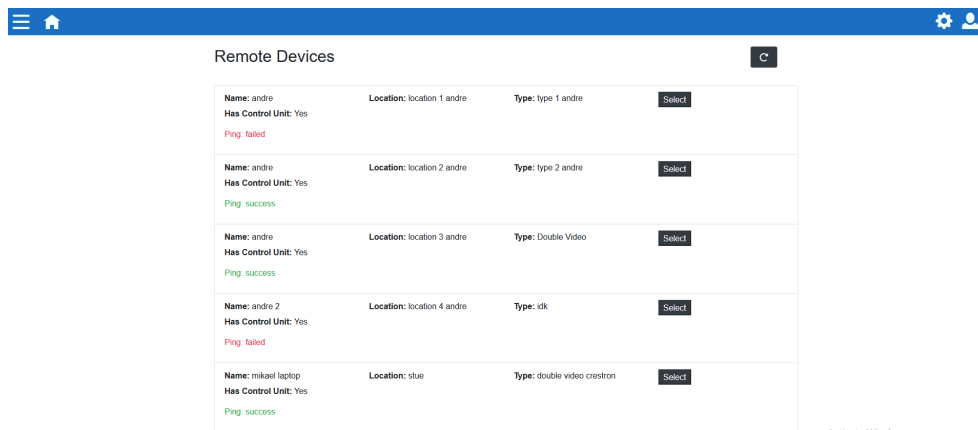 Remote Devices
Name: andre Location: location 1 andre Type: type 1 andre Select
Has Control Unit: Yes
Ping: failed
Name: andre Location: location 2 andre Type: type 2 andre Select
Has Control Unit: Yes
Ping: success
Name: andre Location: location 3 andre Type: Double Video Select
Has Control Unit: Yes
Ping: success
Name: andre 2 Location: location 4 andre Type: idk Select
Has Control Unit: Yes
Ping: failed
Name: mikael laptop Location: stue Type: double video crestron Select
Has Control Unit: Yes
Ping: success